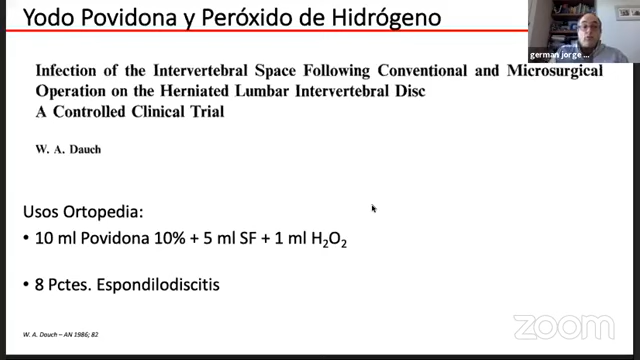 Yodo Povidona y Peróxido de Hidrógeno
german jorge ...
Infection of the Intervertebral Space Following Conventional and Microsurgical
Operation on the Herniated Lumbar Intervertebral Disc
A Controlled Clinical Trial
W. A. Dauch
Usos Ortopedia:
• 10 ml Povidona 10% + 5 ml SF + 1 ml H₂O₂
• 8 Pctes. Espondilodiscitis
W. A. Dauch – AN 1986; 82
zoom